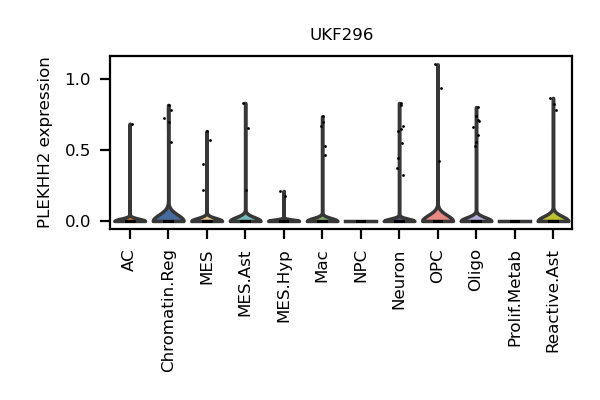 UKF296
PLEKHH2 expression
1.0
0.5
0.0
AC
Chromatin.Reg
MES
MES.Ast
MES.Hyp
Mac
NPC
Neuron
OPC
Oligo
Prolif.Metab
Reactive.Ast